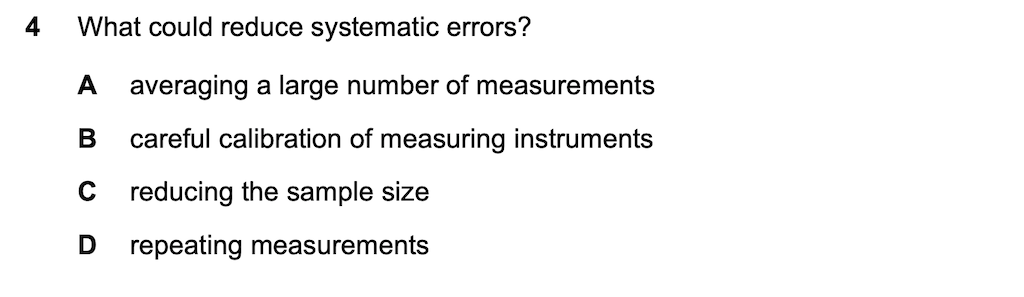 4 What could reduce systematic errors?
A averaging a large number of measurements
B careful calibration of measuring instruments
C reducing the sample size
D repeating measurements